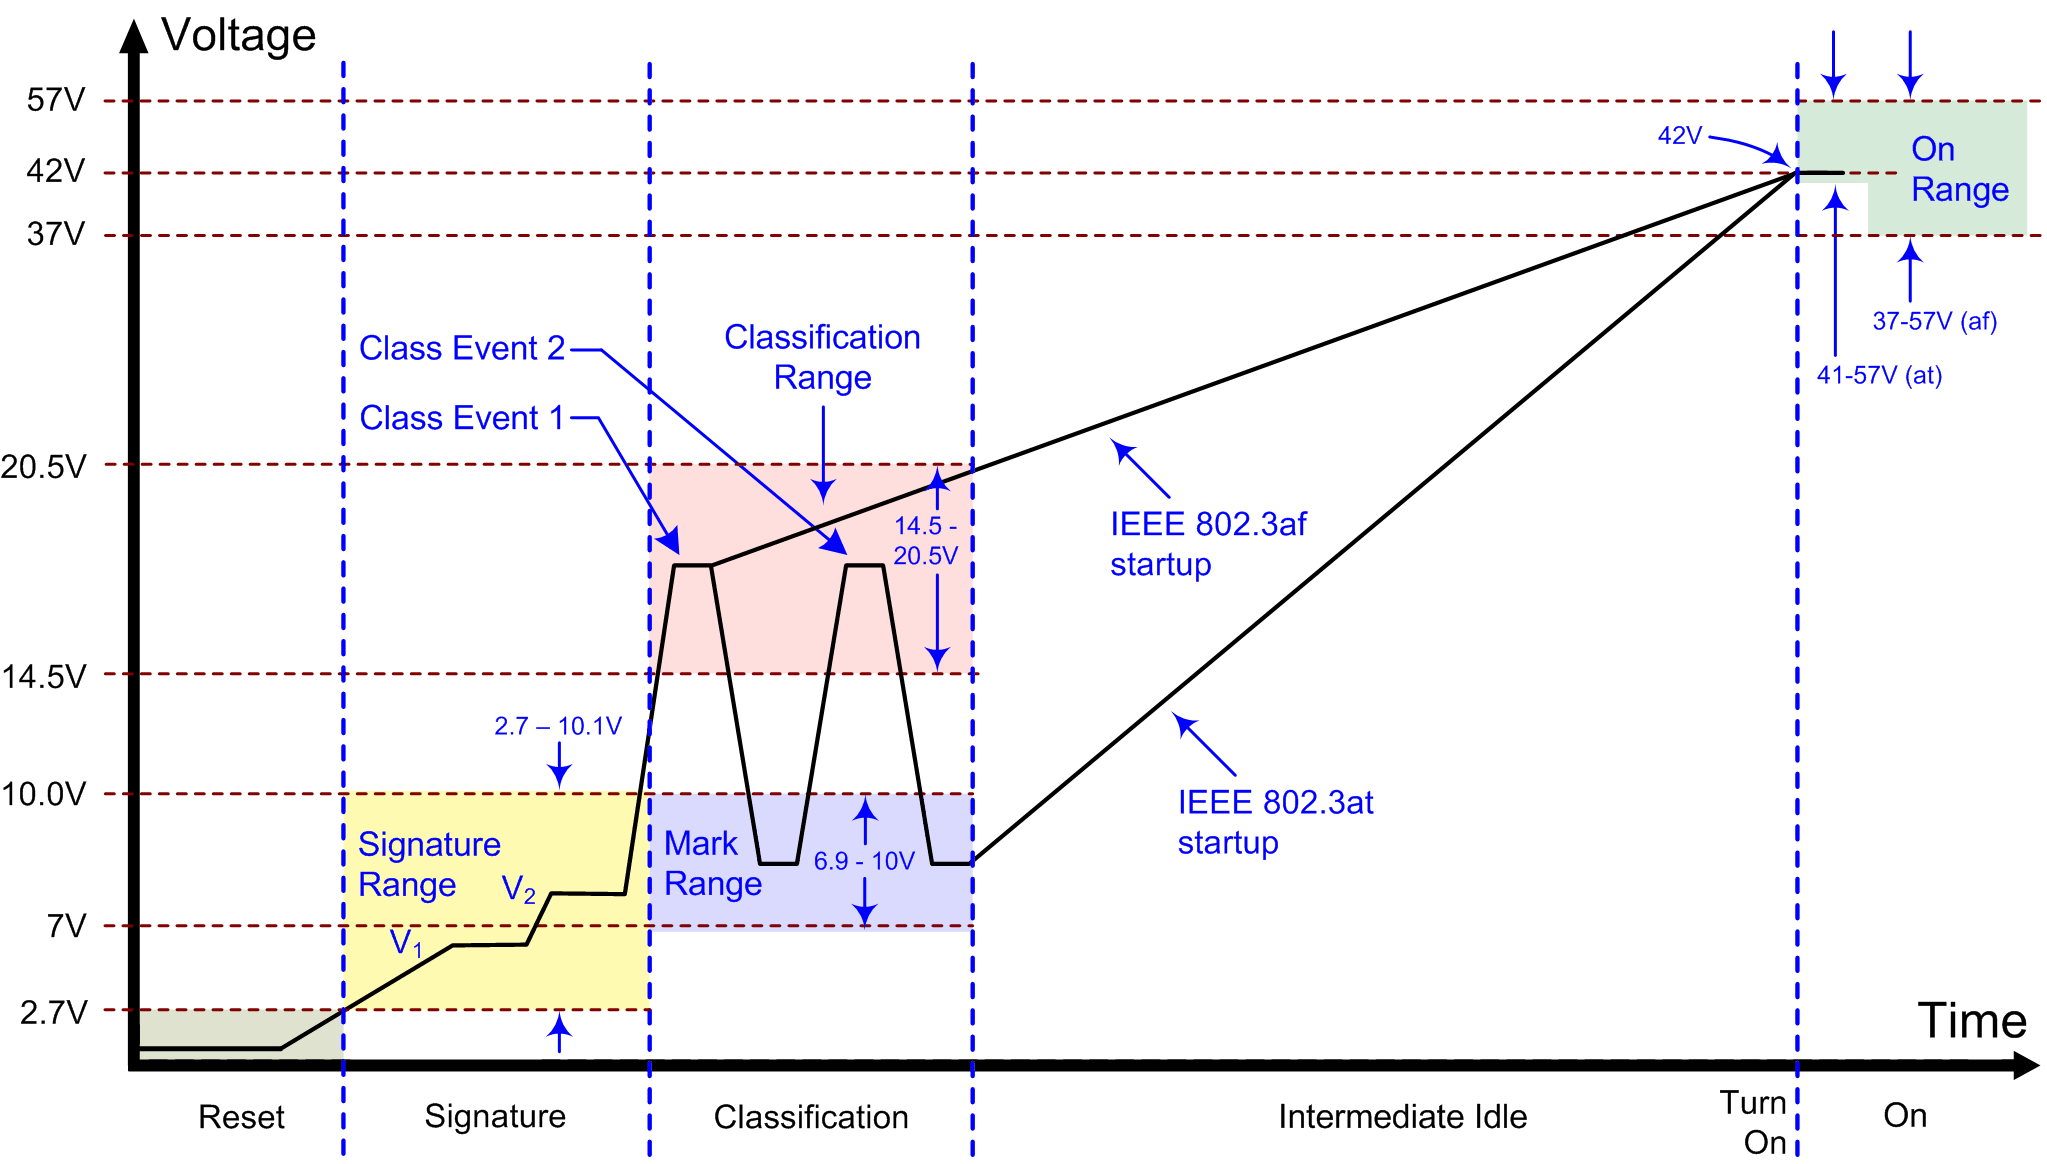 Voltage
57V
42V
42V
On
Range
37V
37-57V (af)
41-57V (at)
Class Event 2
Classification
Range
Class Event 1
20.5V
14.5 -
20.5V
IEEE 802.3af
startup
14.5V
2.7 – 10.1V
10.0V
IEEE 802.3at
startup
Signature
Range
V2
Mark
Range
6.9 - 10V
7V
V1
2.7V
Time
Reset
Signature
Classification
Intermediate Idle
Turn
On
On